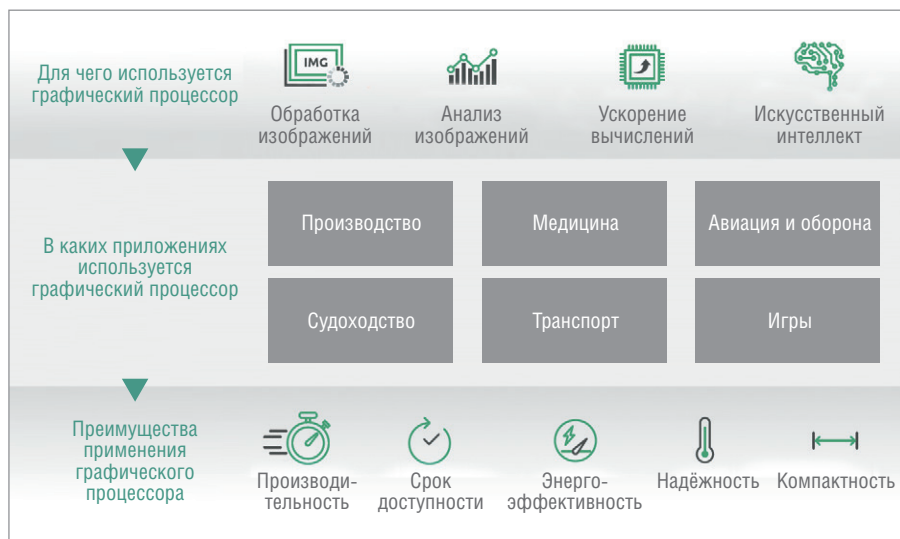 Для чего используется
графический процессор
IMG
Обработка
изображений
Анализ
изображений
Ускорение
вычислений
Искусственный
интеллект
В каких приложениях
используется
графический процессор
Производство
Медицина
Авиация и оборона
Судоходство
Транспорт
Игры
Преимущества
применения
графического
процессора
Производи-
тельность
Срок
доступности
Энерго-
эффективность
Надёжность
Компактность